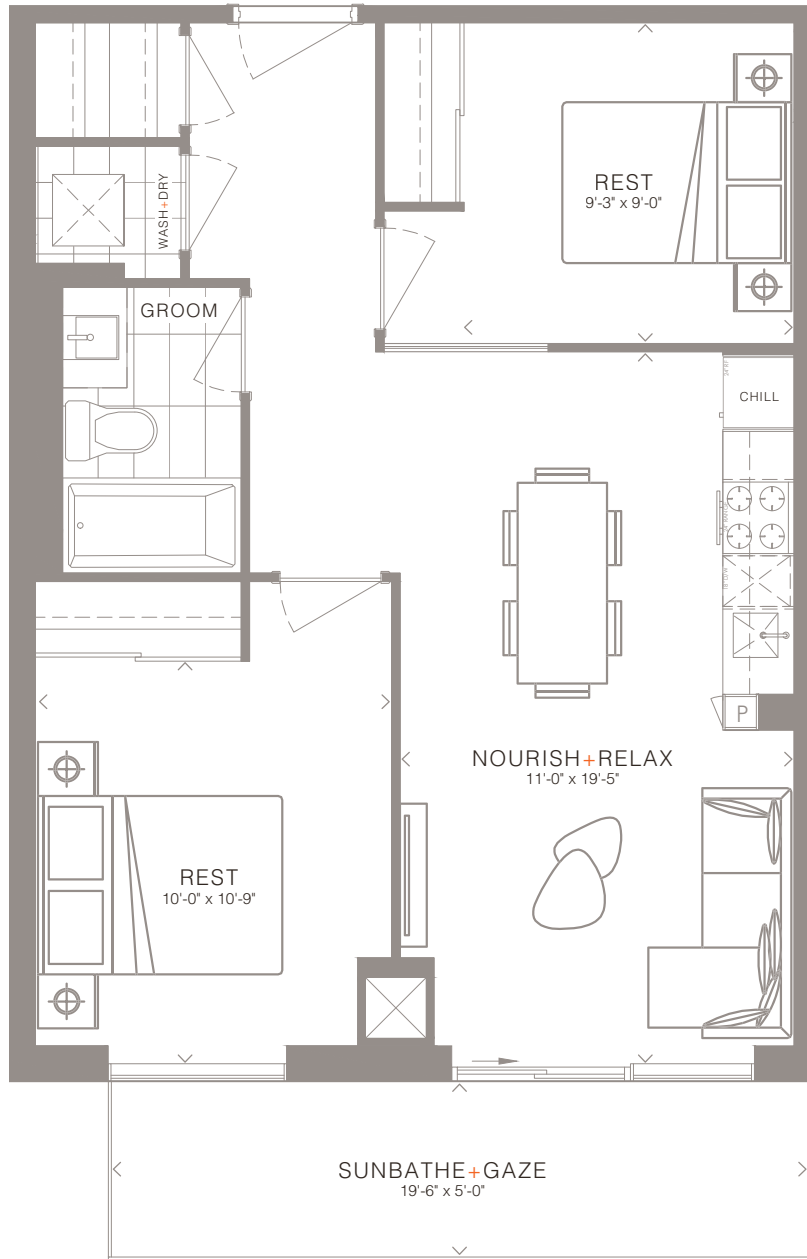 REST
9'-3" x 9'-0"
WASH+DRY
GROOM
CHILL
P
NOURISH+RELAX
11'-0" x 19'-5"
REST
10'-0" x 10'-9"
SUNBATHE+GAZE
19'-6" x 5'-0"